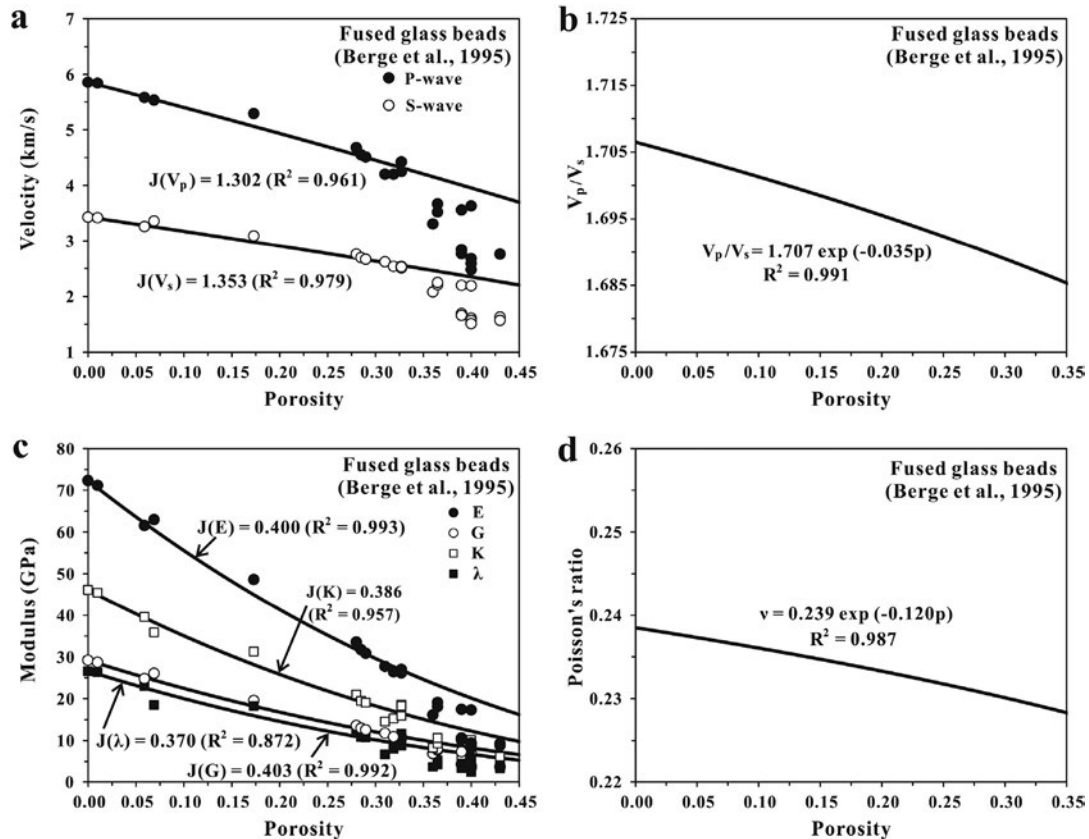 a
Fused glass beads
(Berge et al., 1995)
P-wave
S-wave
J(Vp) = 1.302 (R² = 0.961)
J(Vs) = 1.353 (R² = 0.979)
Velocity (km/s)
7
6
5
4
3
2
1
0.00 0.05 0.10 0.15 0.20 0.25 0.30 0.35 0.40 0.45
Porosity
b
Fused glass beads
(Berge et al., 1995)
Vp/Vs = 1.707 exp (-0.035p)
R² = 0.991
Vp/Vs
1.725
1.715
1.705
1.695
1.685
1.675
0.00 0.05 0.10 0.15 0.20 0.25 0.30 0.35
Porosity
c
Fused glass beads
(Berge et al., 1995)
E
G
K
λ
J(E) = 0.400 (R² = 0.993)
J(K) = 0.386
(R² = 0.957)
J(λ) = 0.370 (R² = 0.872)
J(G) = 0.403 (R² = 0.992)
Modulus (GPa)
80
70
60
50
40
30
20
10
0
0.00 0.05 0.10 0.15 0.20 0.25 0.30 0.35 0.40 0.45
Porosity
d
Fused glass beads
(Berge et al., 1995)
ν = 0.239 exp (-0.120p)
R² = 0.987
Poisson's ratio
0.26
0.25
0.24
0.23
0.22
0.00 0.05 0.10 0.15 0.20 0.25 0.30 0.35
Porosity